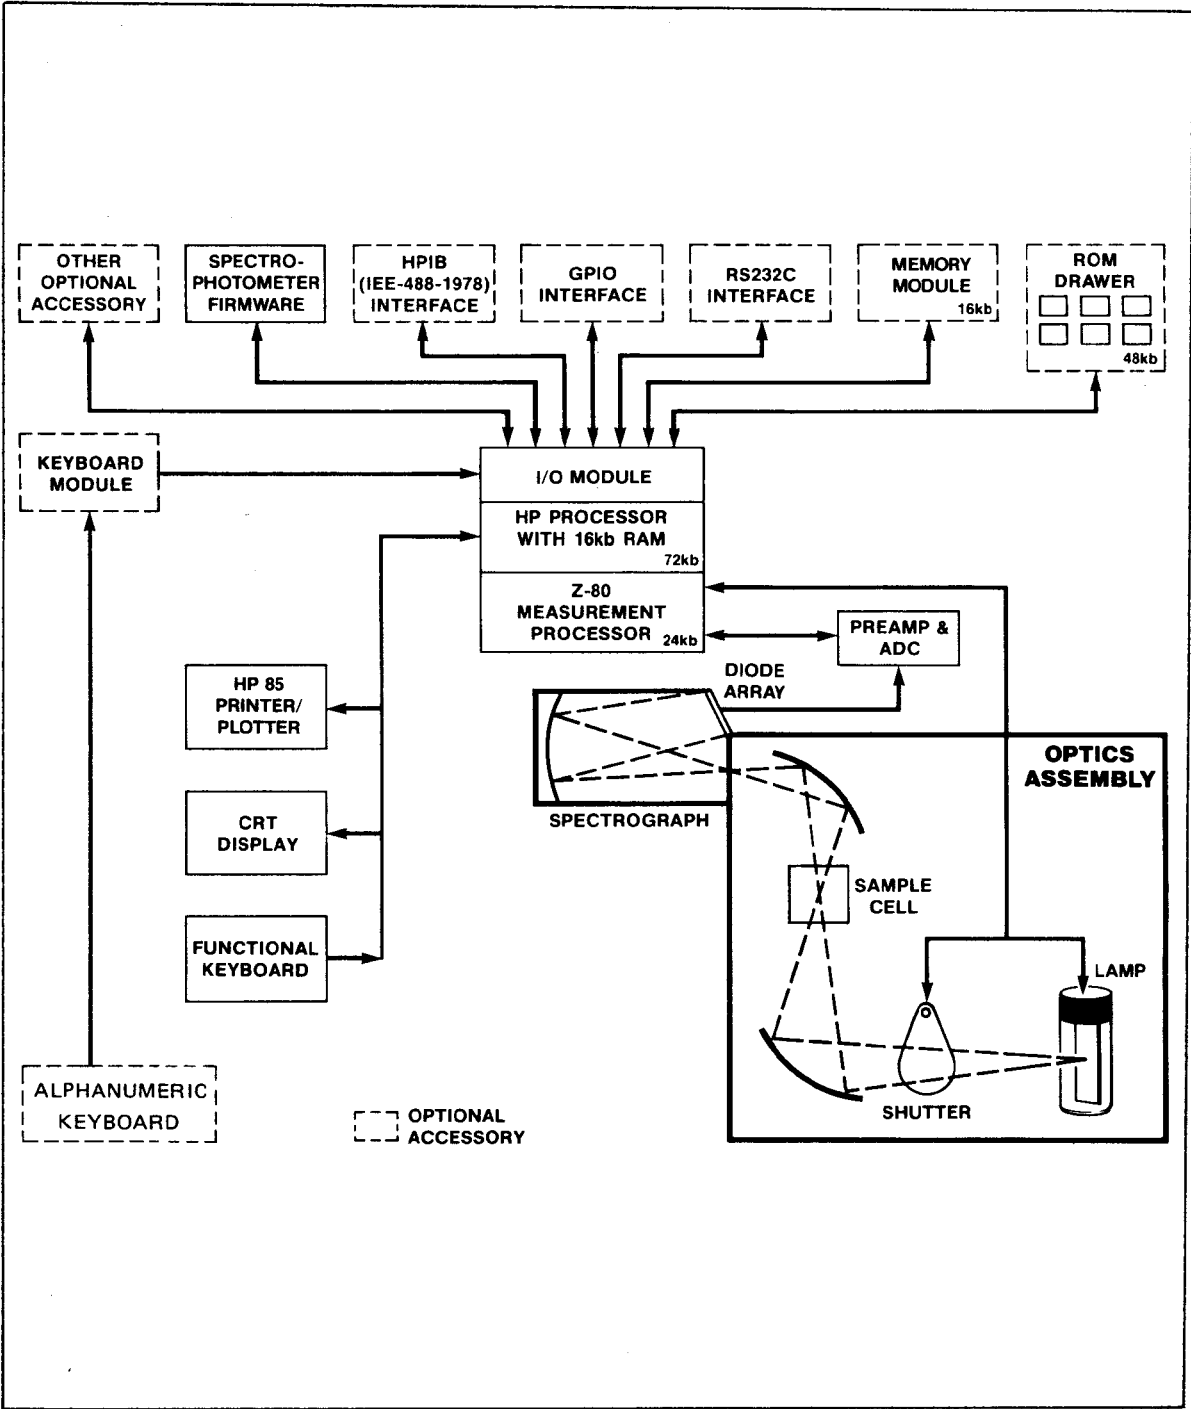 OTHER
OPTIONAL
ACCESSORY
SPECTRO-
PHOTOMETER
FIRMWARE
HPIB
(IEE-488-1978)
INTERFACE
GPIO
INTERFACE
RS232C
INTERFACE
MEMORY
MODULE
16kb
ROM
DRAWER
48kb
KEYBOARD
MODULE
I/O MODULE
HP PROCESSOR
WITH 16kb RAM
72kb
Z-80
MEASUREMENT
PROCESSOR
24kb
PREAMP &
ADC
DIODE
ARRAY
HP 85
PRINTER/
PLOTTER
OPTICS
ASSEMBLY
SPECTROGRAPH
CRT
DISPLAY
SAMPLE
CELL
FUNCTIONAL
KEYBOARD
LAMP
SHUTTER
ALPHANUMERIC
KEYBOARD
OPTIONAL
ACCESSORY